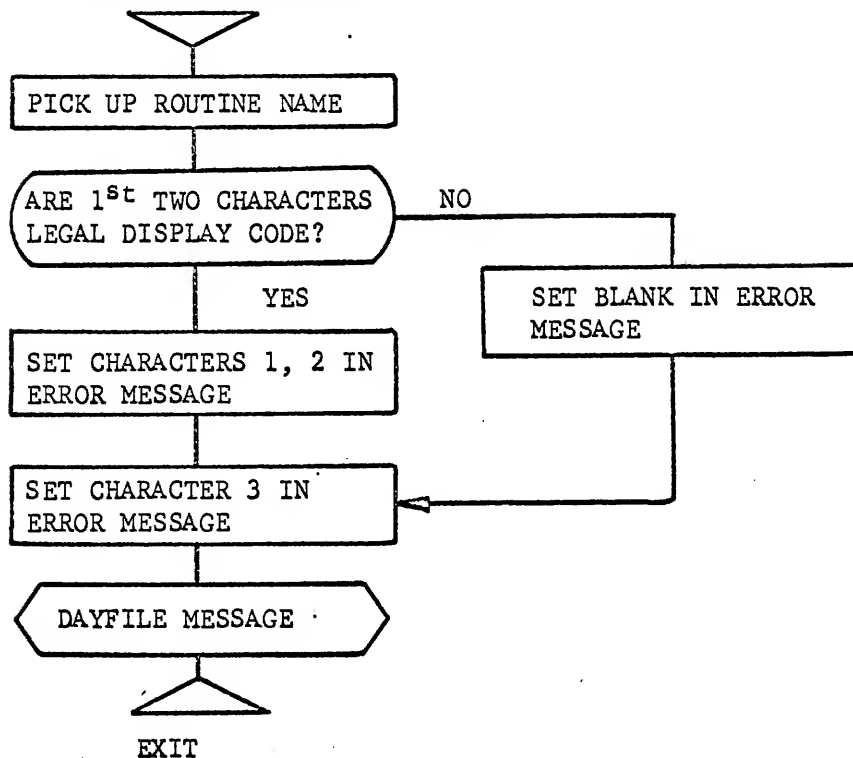 PICK UP ROUTINE NAME
ARE 1st TWO CHARACTERS
LEGAL DISPLAY CODE?
NO
YES
SET BLANK IN ERROR
MESSAGE
SET CHARACTERS 1, 2 IN
ERROR MESSAGE
SET CHARACTER 3 IN
ERROR MESSAGE
DAYFILE MESSAGE
EXIT